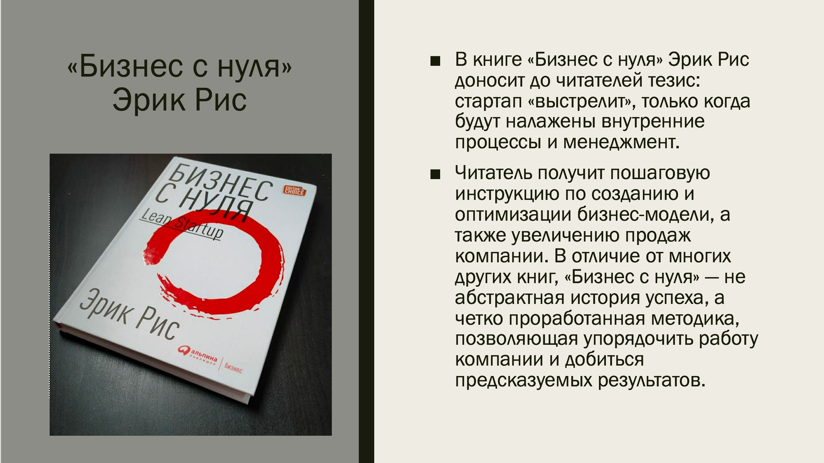 «Бизнес с нуля»
Эрик Рис
БИЗНЕС
С НУЛЯ
Lean Startup
Эрик Рис
альпина
бизнес
■ В книге «Бизнес с нуля» Эрик Рис
доносит до читателей тезис:
стартап «выстрелит», только когда
будут налажены внутренние
процессы и менеджмент.
■ Читатель получит пошаговую
инструкцию по созданию и
оптимизации бизнес-модели, а
также увеличению продаж
компании. В отличие от многих
других книг, «Бизнес с нуля» — не
абстрактная история успеха, а
четко проработанная методика,
позволяющая упорядочить работу
компании и добиться
предсказуемых результатов.